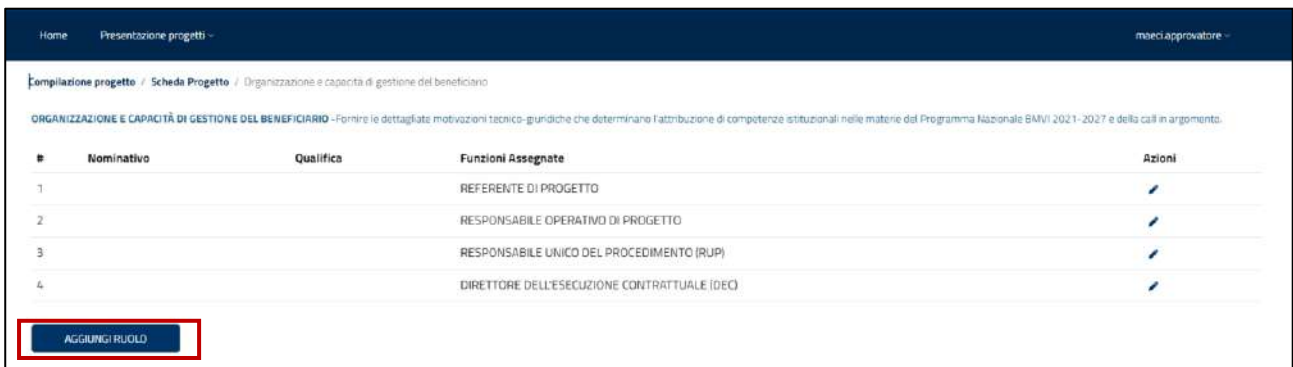 Home Presentazione progetti maeci.approvatore
Compilazione progetto / Scheda Progetto / Organizzazione e capacità di gestione del beneficiario
ORGANIZZAZIONE E CAPACITÀ DI GESTIONE DEL BENEFICIARIO -Fornire le dettagliate motivazioni tecnico-giuridiche che determinano l'attribuzione di competenze istituzionali nelle materie del Programma Nazionale BMVI 2021-2027 e della call in argomento.
# Nominativo Qualifica Funzioni Assegnate Azioni
1 REFERENTE DI PROGETTO
2 RESPONSABILE OPERATIVO DI PROGETTO
3 RESPONSABILE UNICO DEL PROCEDIMENTO (RUP)
4 DIRETTORE DELL'ESECUZIONE CONTRATTUALE (DEC)
AGGIUNGI RUOLO